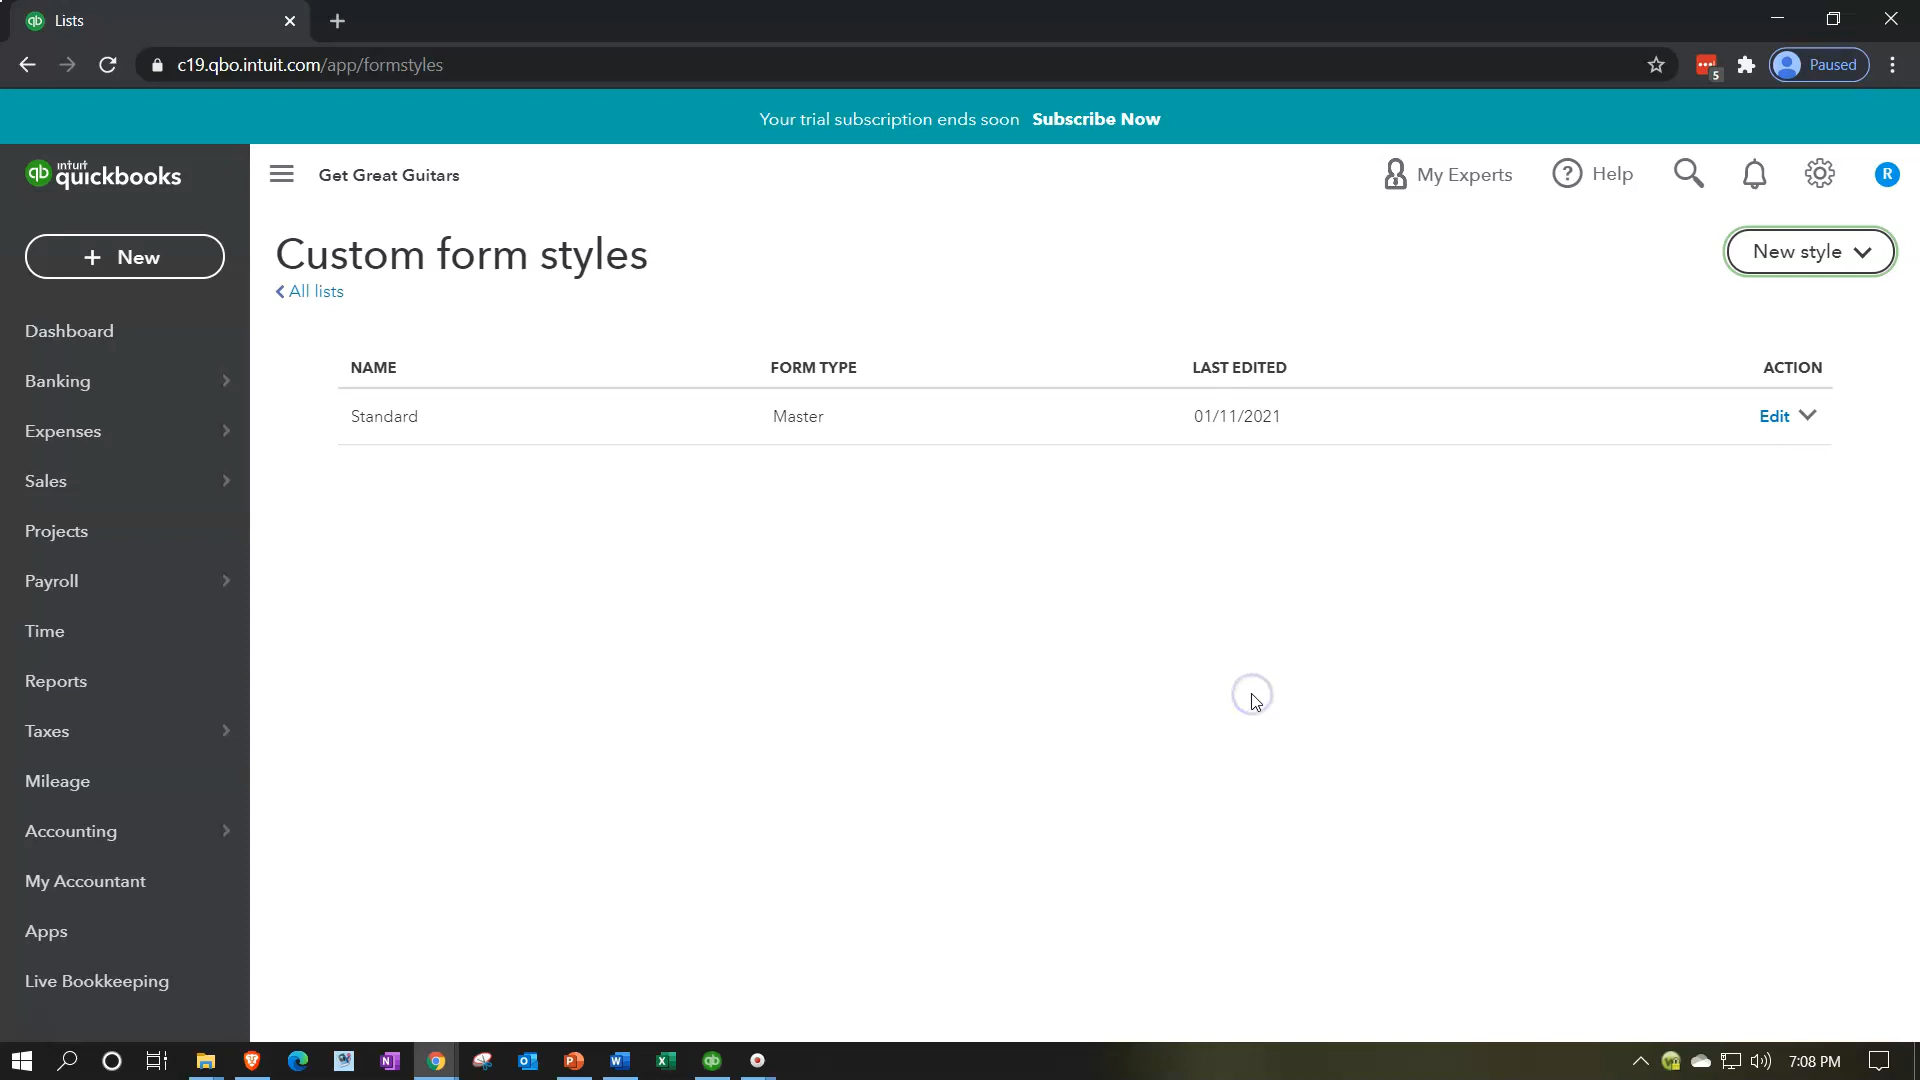 Lists
c19.qbo.intuit.com/app/formstyles
5
Paused
Your trial subscription ends soon Subscribe Now
qb intuit quickbooks
Get Great Guitars
My Experts
? Help
R
+ New
Custom form styles
New style
All lists
Dashboard
Banking
Expenses
Sales
Projects
Payroll
Time
Reports
Taxes
Mileage
Accounting
My Accountant
Apps
Live Bookkeeping
NAME FORM TYPE LAST EDITED ACTION
Standard Master 01/11/2021 Edit
7:08 PM